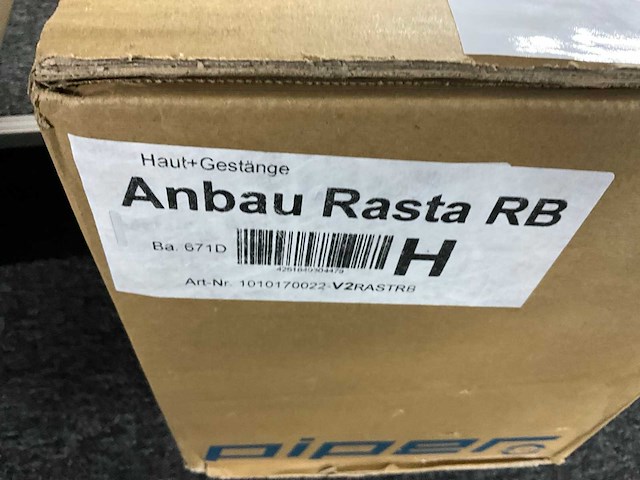 Haut+Gestänge
Anbau Rasta RB
Ba. 671D
H
Art-Nr. 1010170022-V2RASTRB
piper